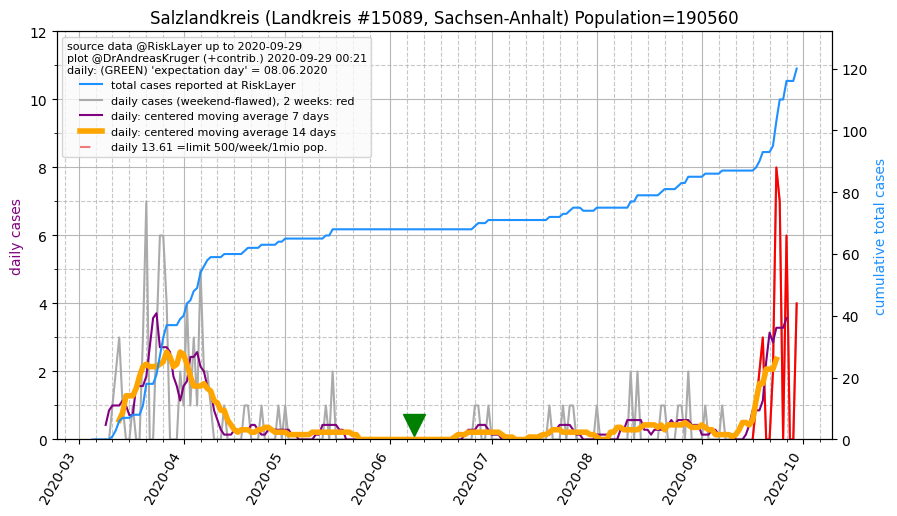 Salzlandkreis (Landkreis #15089, Sachsen-Anhalt) Population=190560
source data @RiskLayer up to 2020-09-29
plot @DrAndreasKruger (+contrib.) 2020-09-29 00:21
daily: (GREEN) 'expectation day' = 08.06.2020
total cases reported at RiskLayer
daily cases (weekend-flawed), 2 weeks: red
daily: centered moving average 7 days
daily: centered moving average 14 days
daily 13.61 =limit 500/week/1mio pop.
daily cases
12
10
8
6
4
2
0
cumulative total cases
120
100
80
60
40
20
0
2020-03
2020-04
2020-05
2020-06
2020-07
2020-08
2020-09
2020-10